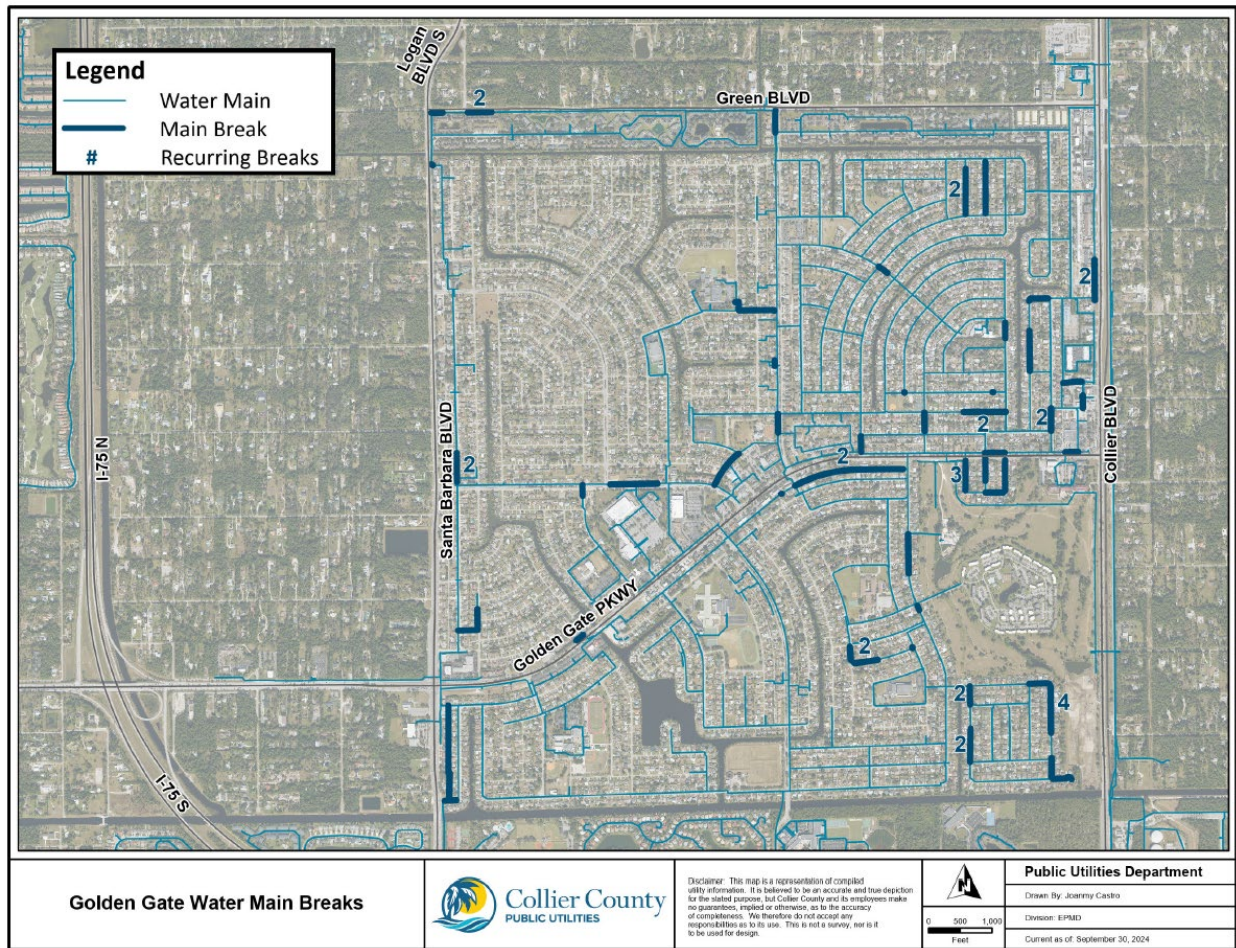 Legend
Water Main
Main Break
# Recurring Breaks
Logan
BLVD S
2
Green BLVD
2
2
I-75 N
Santa Barbara BLVD
2
2
2
2
3
Collier BLVD
Golden Gate PKWY
2
2
4
2
I-75 S
Golden Gate Water Main Breaks
Collier County
PUBLIC UTILITIES
Disclaimer: This map is a representation of compiled
utility information. It is believed to be an accurate and true depiction
for the stated purpose, but Collier County and its employees make
no guarantees, implied or otherwise, as to the accuracy
of completeness. We therefore do not accept any
responsibilities as to its use. This is not a survey, nor is it
to be used for design.
N
0 500 1,000
Feet
Public Utilities Department
Drawn By: Joanmy Castro
Division: EPMD
Current as of: September 30, 2024